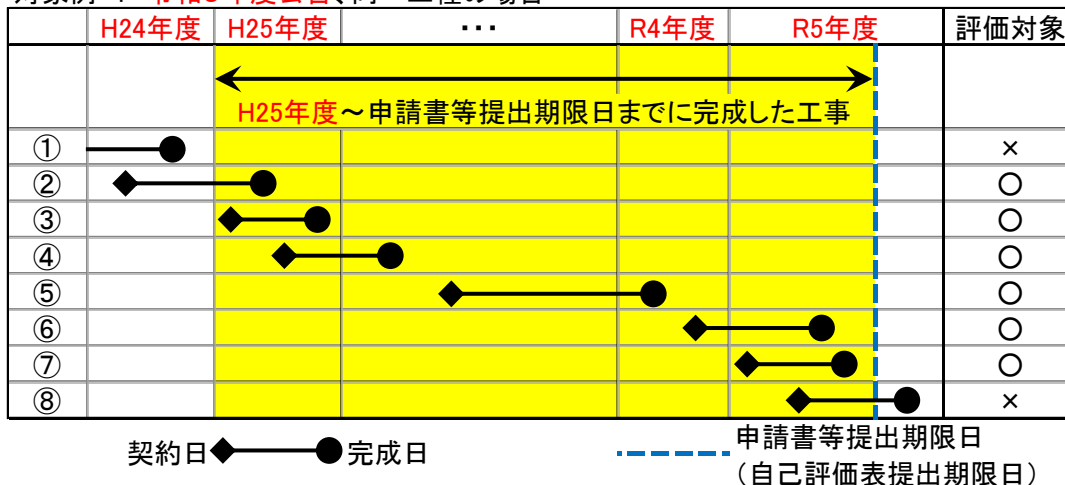 H24年度 H25年度 ・・・ R4年度 R5年度 評価対象
H25年度～申請書等提出期限日までに完成した工事
① ×
② ○
③ ○
④ ○
⑤ ○
⑥ ○
⑦ ○
⑧ ×
契約日 完成日 申請書等提出期限日
（自己評価表提出期限日）